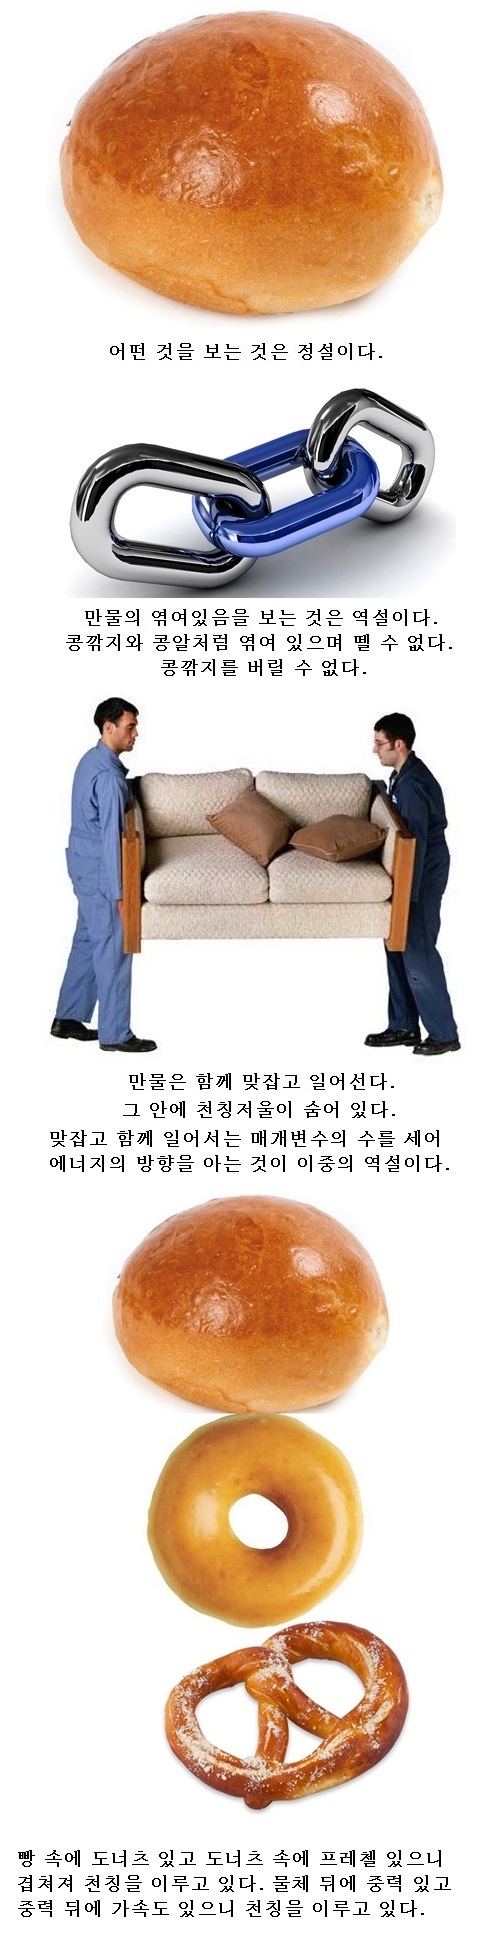 어떤 것을 보는 것은 정설이다.
만물의 엮여있음을 보는 것은 역설이다.
콩깎지와 콩알처럼 엮여 있으며 뗄 수 없다.
콩깎지를 버릴 수 없다.
만물은 함께 맞잡고 일어선다.
그 안에 천칭저울이 숨어 있다.
맞잡고 함께 일어서는 매개변수의 수를 세어
에너지의 방향을 아는 것이 이중의 역설이다.
빵 속에 도너츠 있고 도너츠 속에 프레첼 있으니
겹쳐져 천칭을 이루고 있다. 물체 뒤에 중력 있고
중력 뒤에 가속도 있으니 천칭을 이루고 있다.